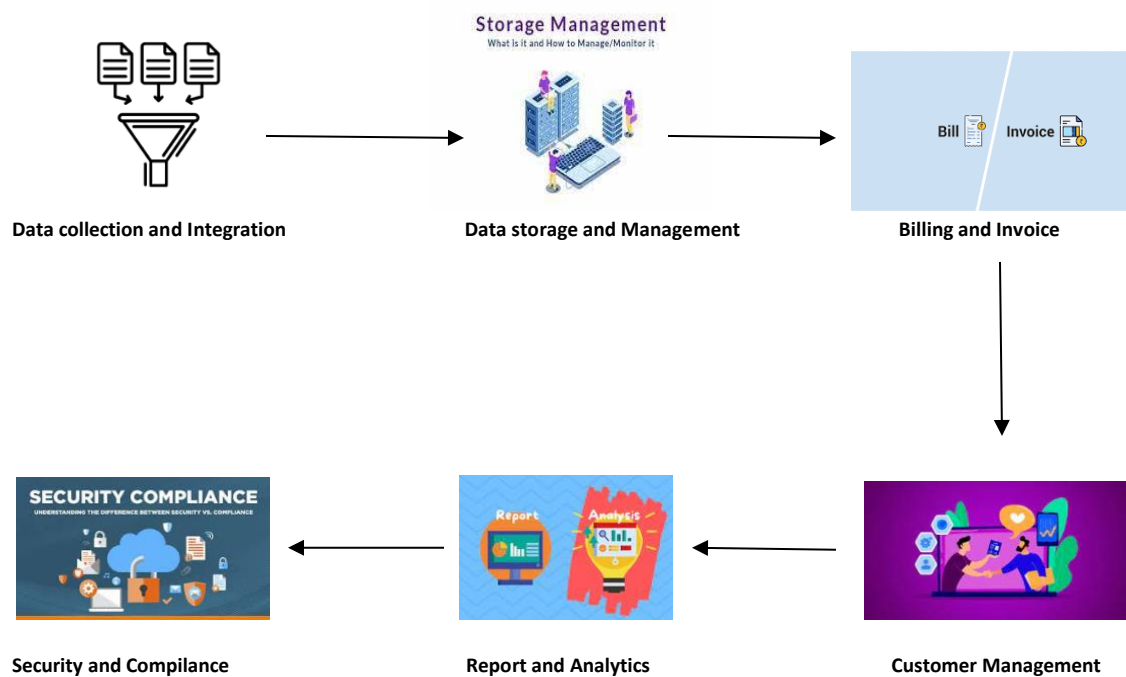 Storage Management
What is it and How to Manage/Monitor it
Bill
Invoice
Data collection and Integration
Data storage and Management
Billing and Invoice
SECURITY COMPLIANCE
UNDERSTANDING THE DIFFERENCE BETWEEN SECURITY VS. COMPLIANCE
Report
Analysis
Security and Compilance
Report and Analytics
Customer Management